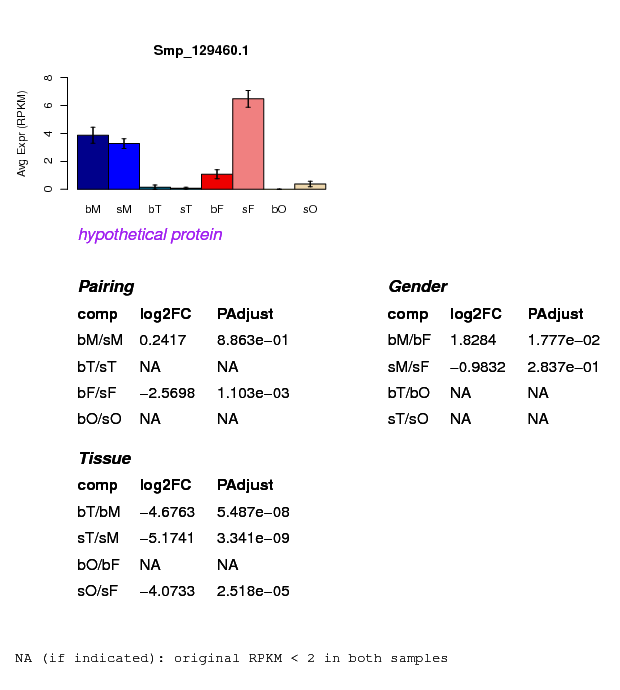 Smp_129460.1
Avg Expr (RPKM)
8
6
4
2
0
bM sM bT sT bF sF bO sO
hypothetical protein
Pairing
comp log2FC PAdjust
bM/sM 0.2417 8.863e−01
bT/sT NA NA
bF/sF −2.5698 1.103e−03
bO/sO NA NA
Gender
comp log2FC PAdjust
bM/bF 1.8284 1.777e−02
sM/sF −0.9832 2.837e−01
bT/bO NA NA
sT/sO NA NA
Tissue
comp log2FC PAdjust
bT/bM −4.6763 5.487e−08
sT/sM −5.1741 3.341e−09
bO/bF NA NA
sO/sF −4.0733 2.518e−05
NA (if indicated): original RPKM < 2 in both samples